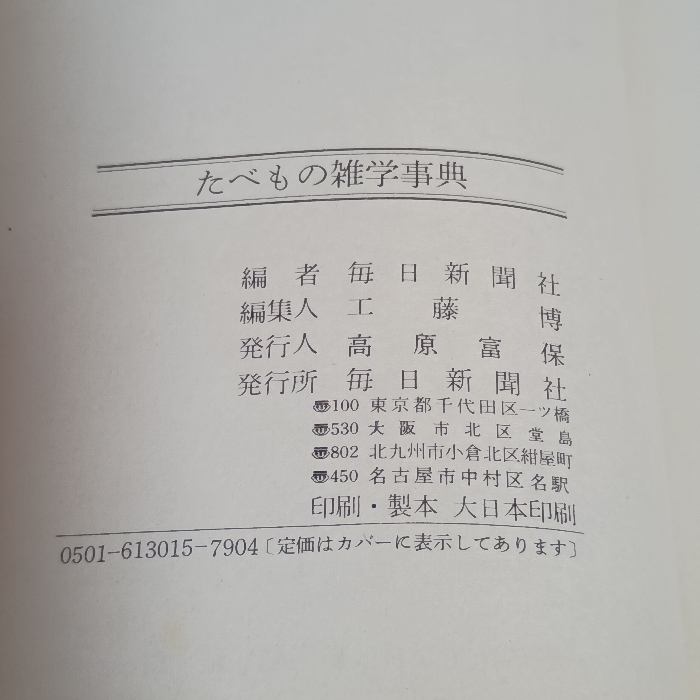 たべもの雑学事典
編者 毎日新聞社
編集人 工藤博
発行人 高原富保
発行所 毎日新聞社
〠100 東京都千代田区一ツ橋
〠530 大阪市北区堂島
〠802 北九州市小倉北区紺屋町
〠450 名古屋市中村区名駅
印刷・製本 大日本印刷
0501-613015-7904〔定価はカバーに表示してあります〕